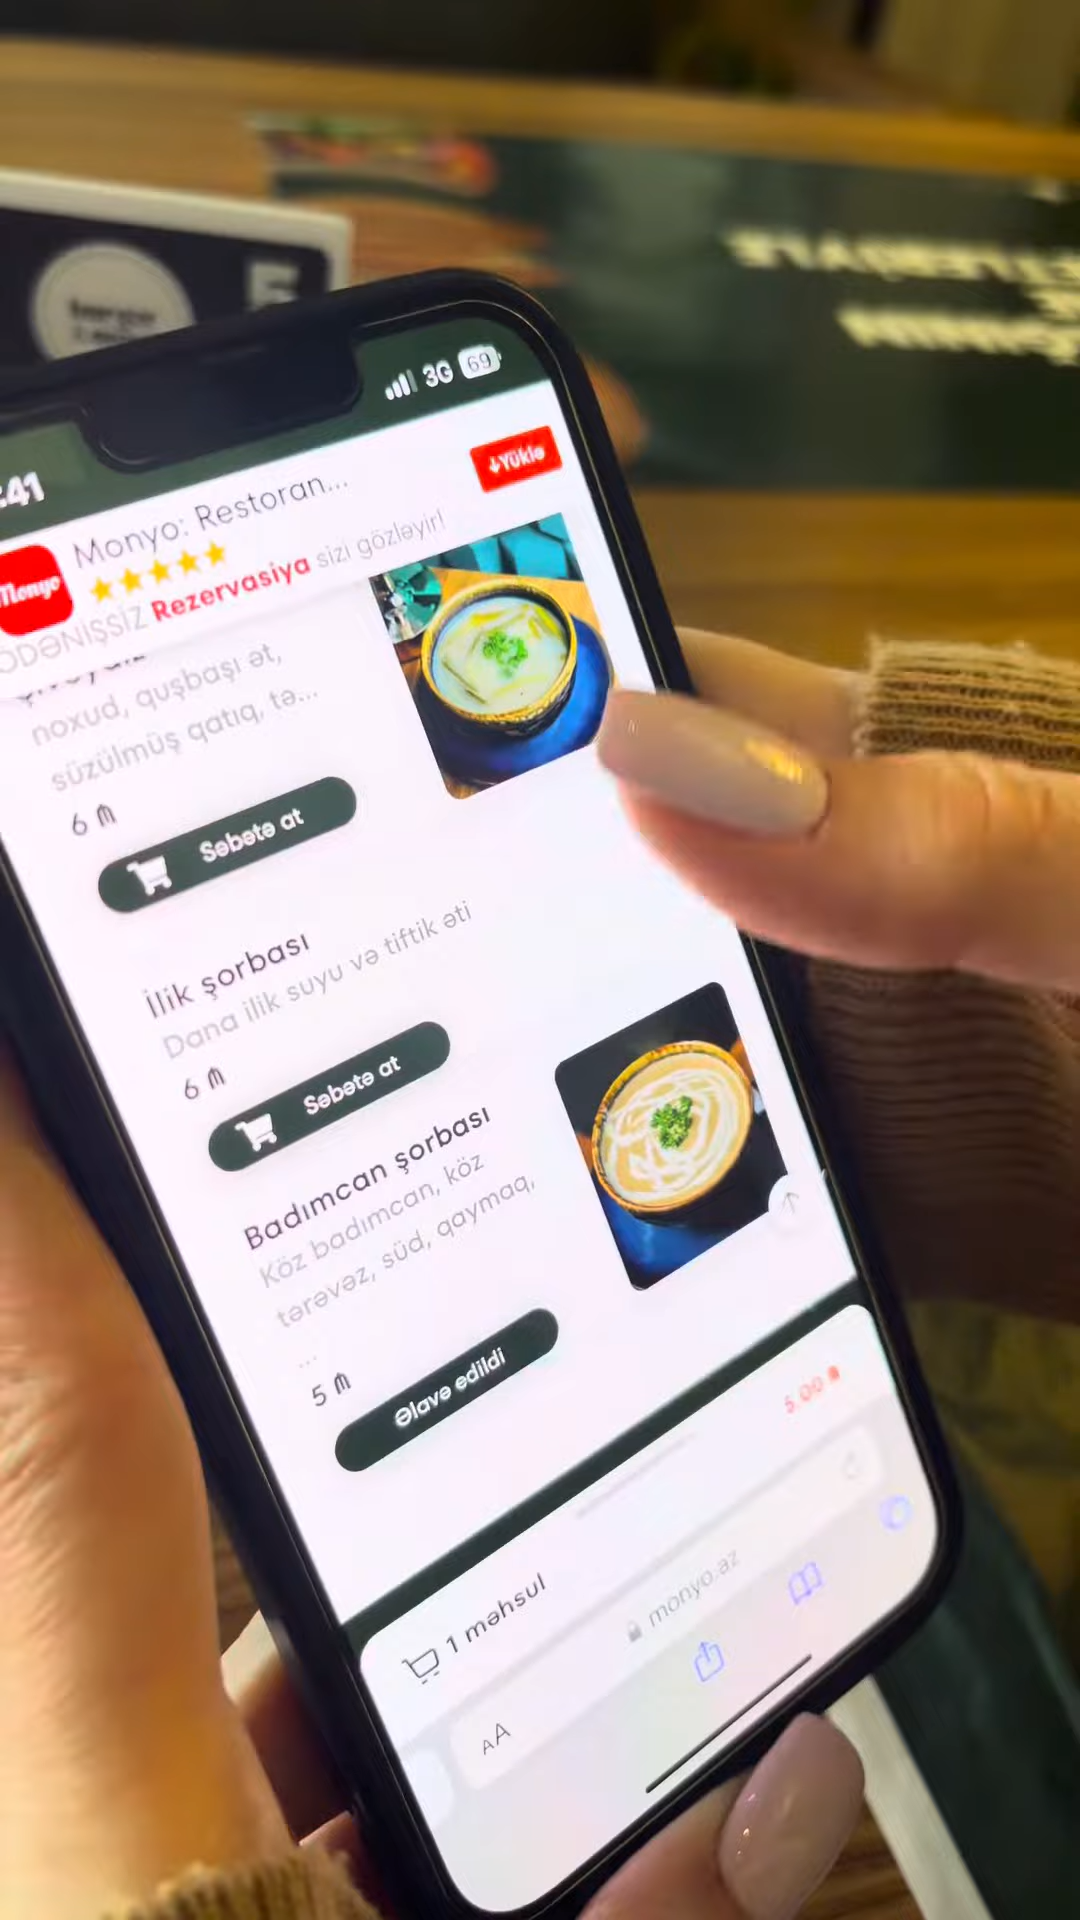 :41
3G 69
Monyo: Restoran...
↓Yüklə
Monyo
ÖDƏNİŞSİZ Rezervasiya sizi gözləyir!
noxud, quşbaşı ət,
süzülmüş qatıq, tə...
6 ₼
Səbətə at
İlik şorbası
Dana ilik suyu və tiftik əti
6 ₼
Səbətə at
Badımcan şorbası
Köz badımcan, köz
tərəvəz, süd, qaymaq,
...
5 ₼
Əlavə edildi
1 məhsul
5.00 ₼
AA
monyo.az